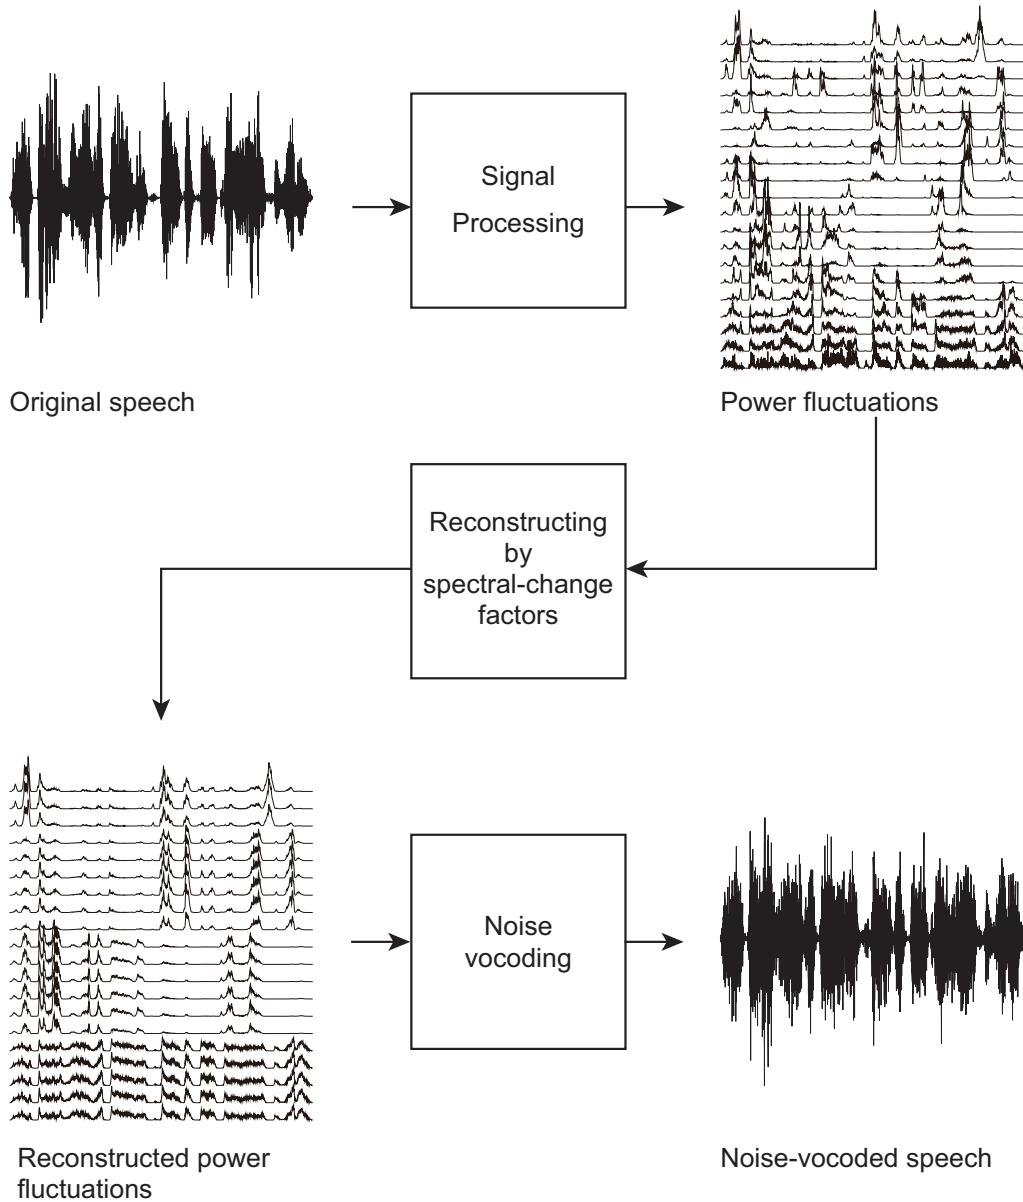 Signal
Processing
Original speech
Power fluctuations
Reconstructing
by
spectral-change
factors
Noise
vocoding
Reconstructed power
fluctuations
Noise-vocoded speech